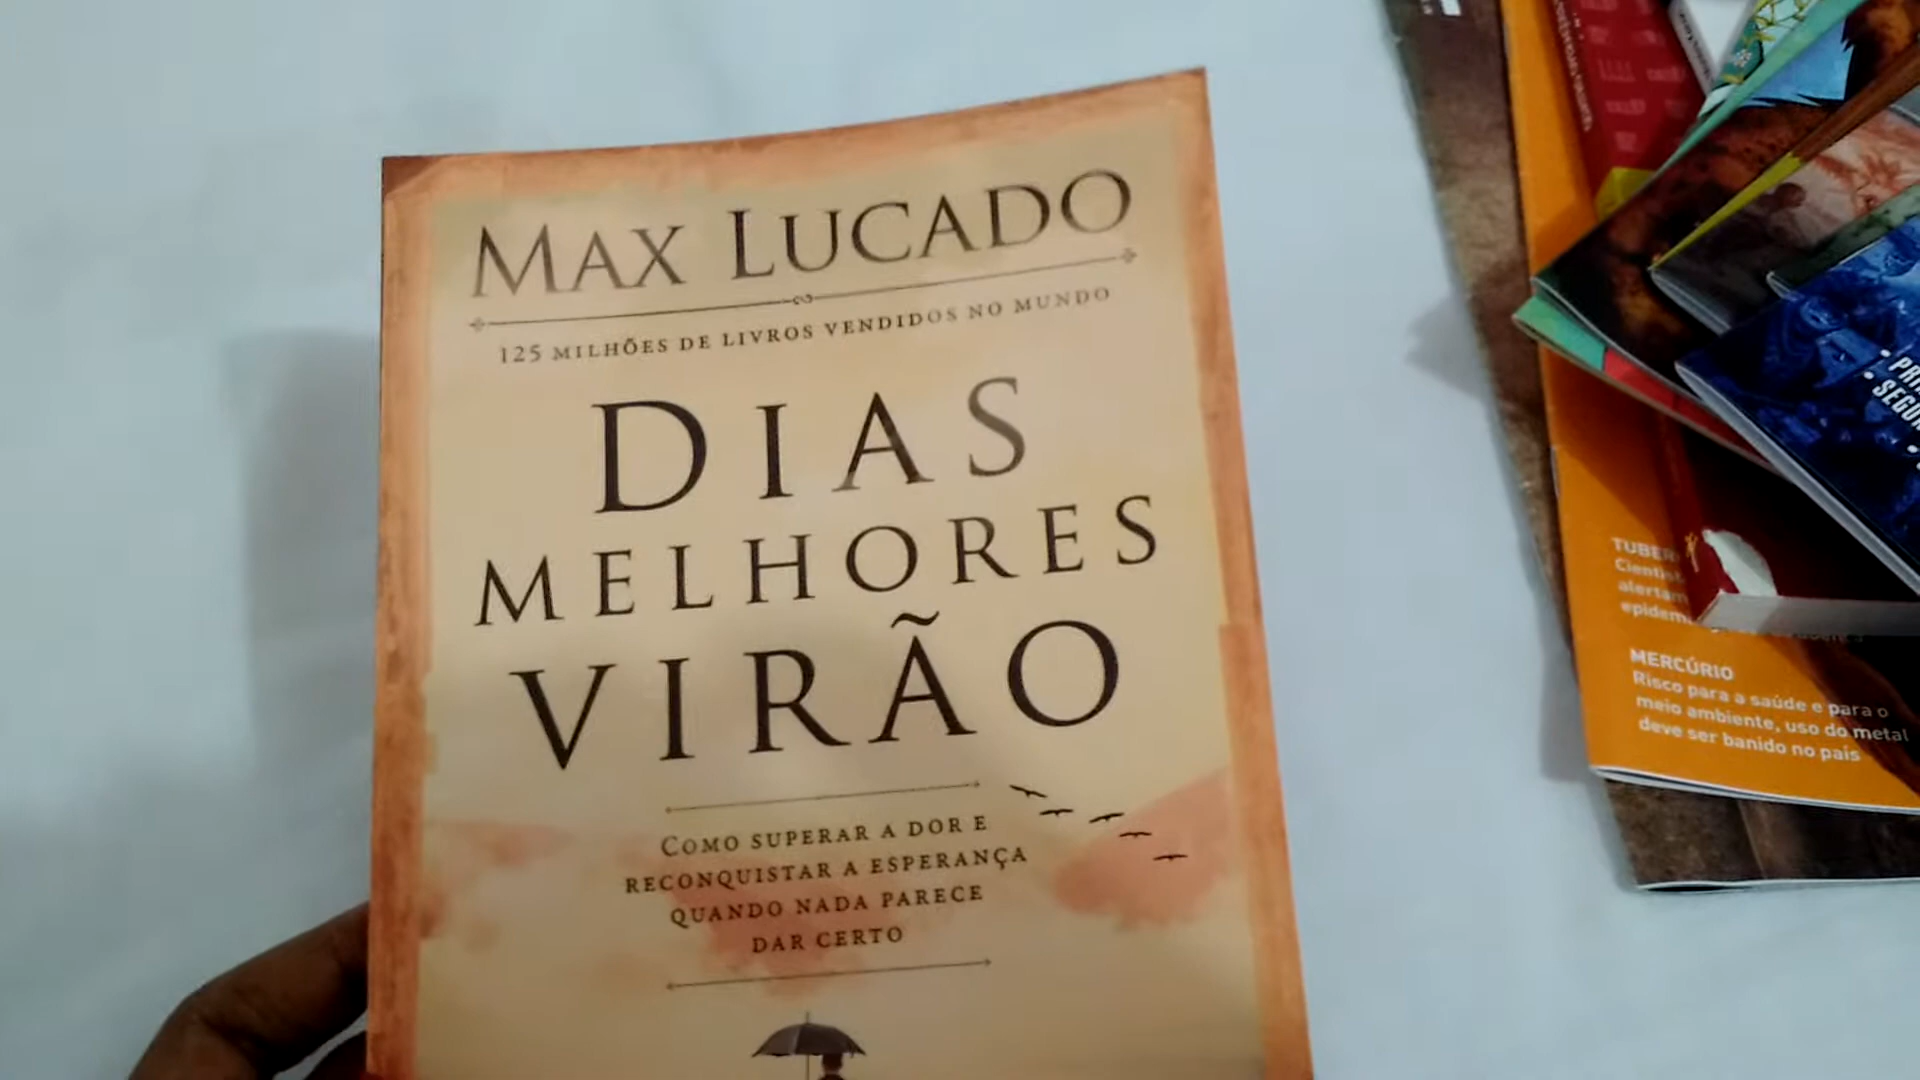 MAX LUCADO
125 MILHÕES DE LIVROS VENDIDOS NO MUNDO
DIAS
MELHORES
VIRÃO
COMO SUPERAR A DOR E
RECONQUISTAR A ESPERANÇA
QUANDO NADA PARECE
DAR CERTO
MERCÚRIO
Risco para a saúde e para o
meio ambiente, uso do metal
deve ser banido no país